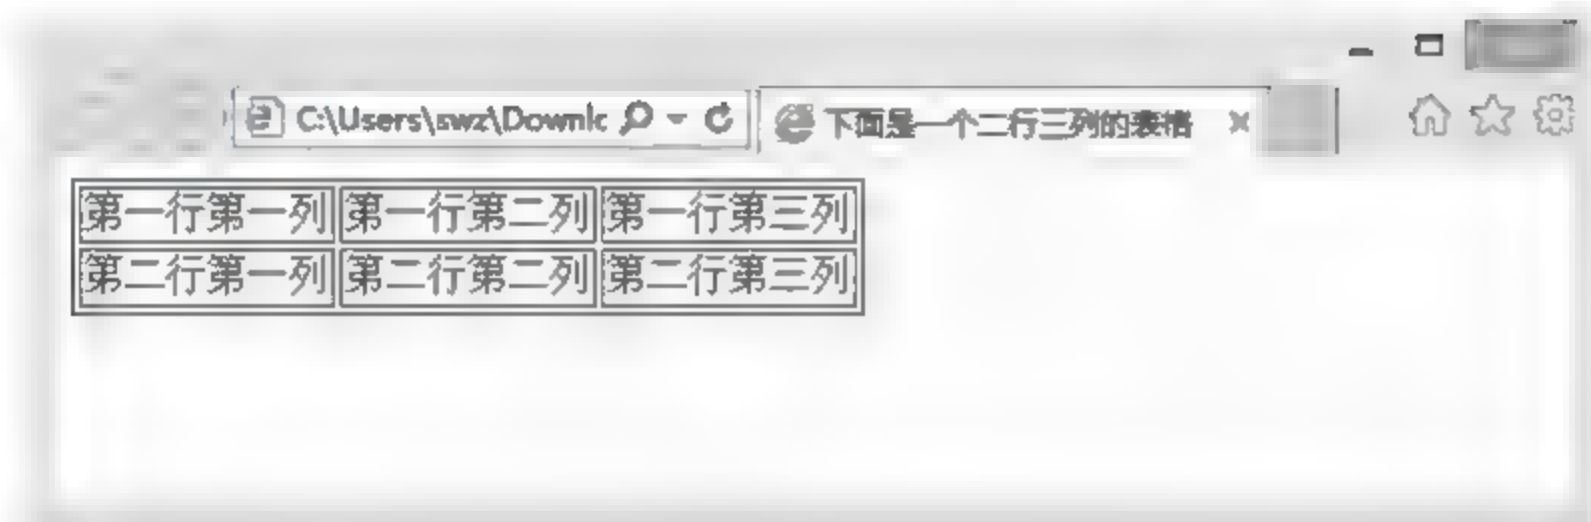 C:\Users\swz\Downlc
下面是一个二行三列的表格
第一行第一列 第一行第二列 第一行第三列
第二行第一列 第二行第二列 第二行第三列